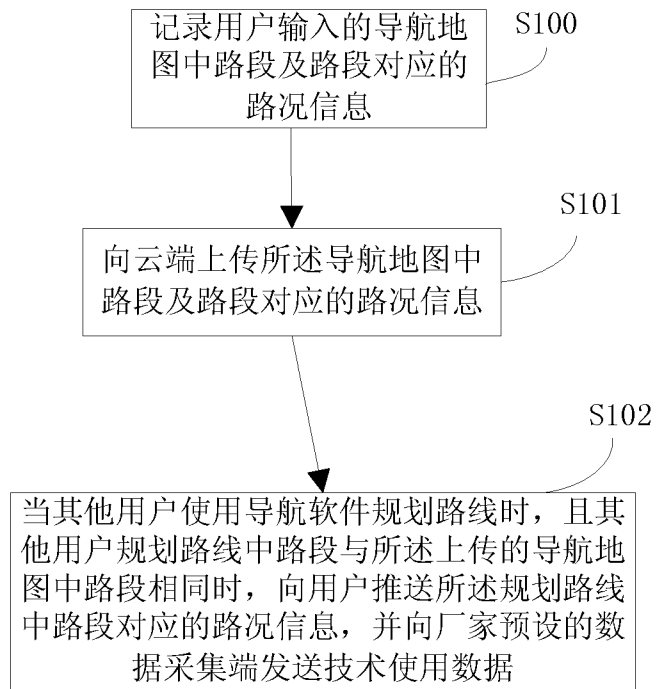 记录用户输入的导航地
图中路段及路段对应的
路况信息
S100
向云端上传所述导航地图中
路段及路段对应的路况信息
S101
当其他用户使用导航软件规划路线时，且其
他用户规划路线中路段与所述上传的导航地
图中路段相同时，向用户推送所述规划路线
中路段对应的路况信息，并向厂家预设的数
据采集端发送技术使用数据
S102